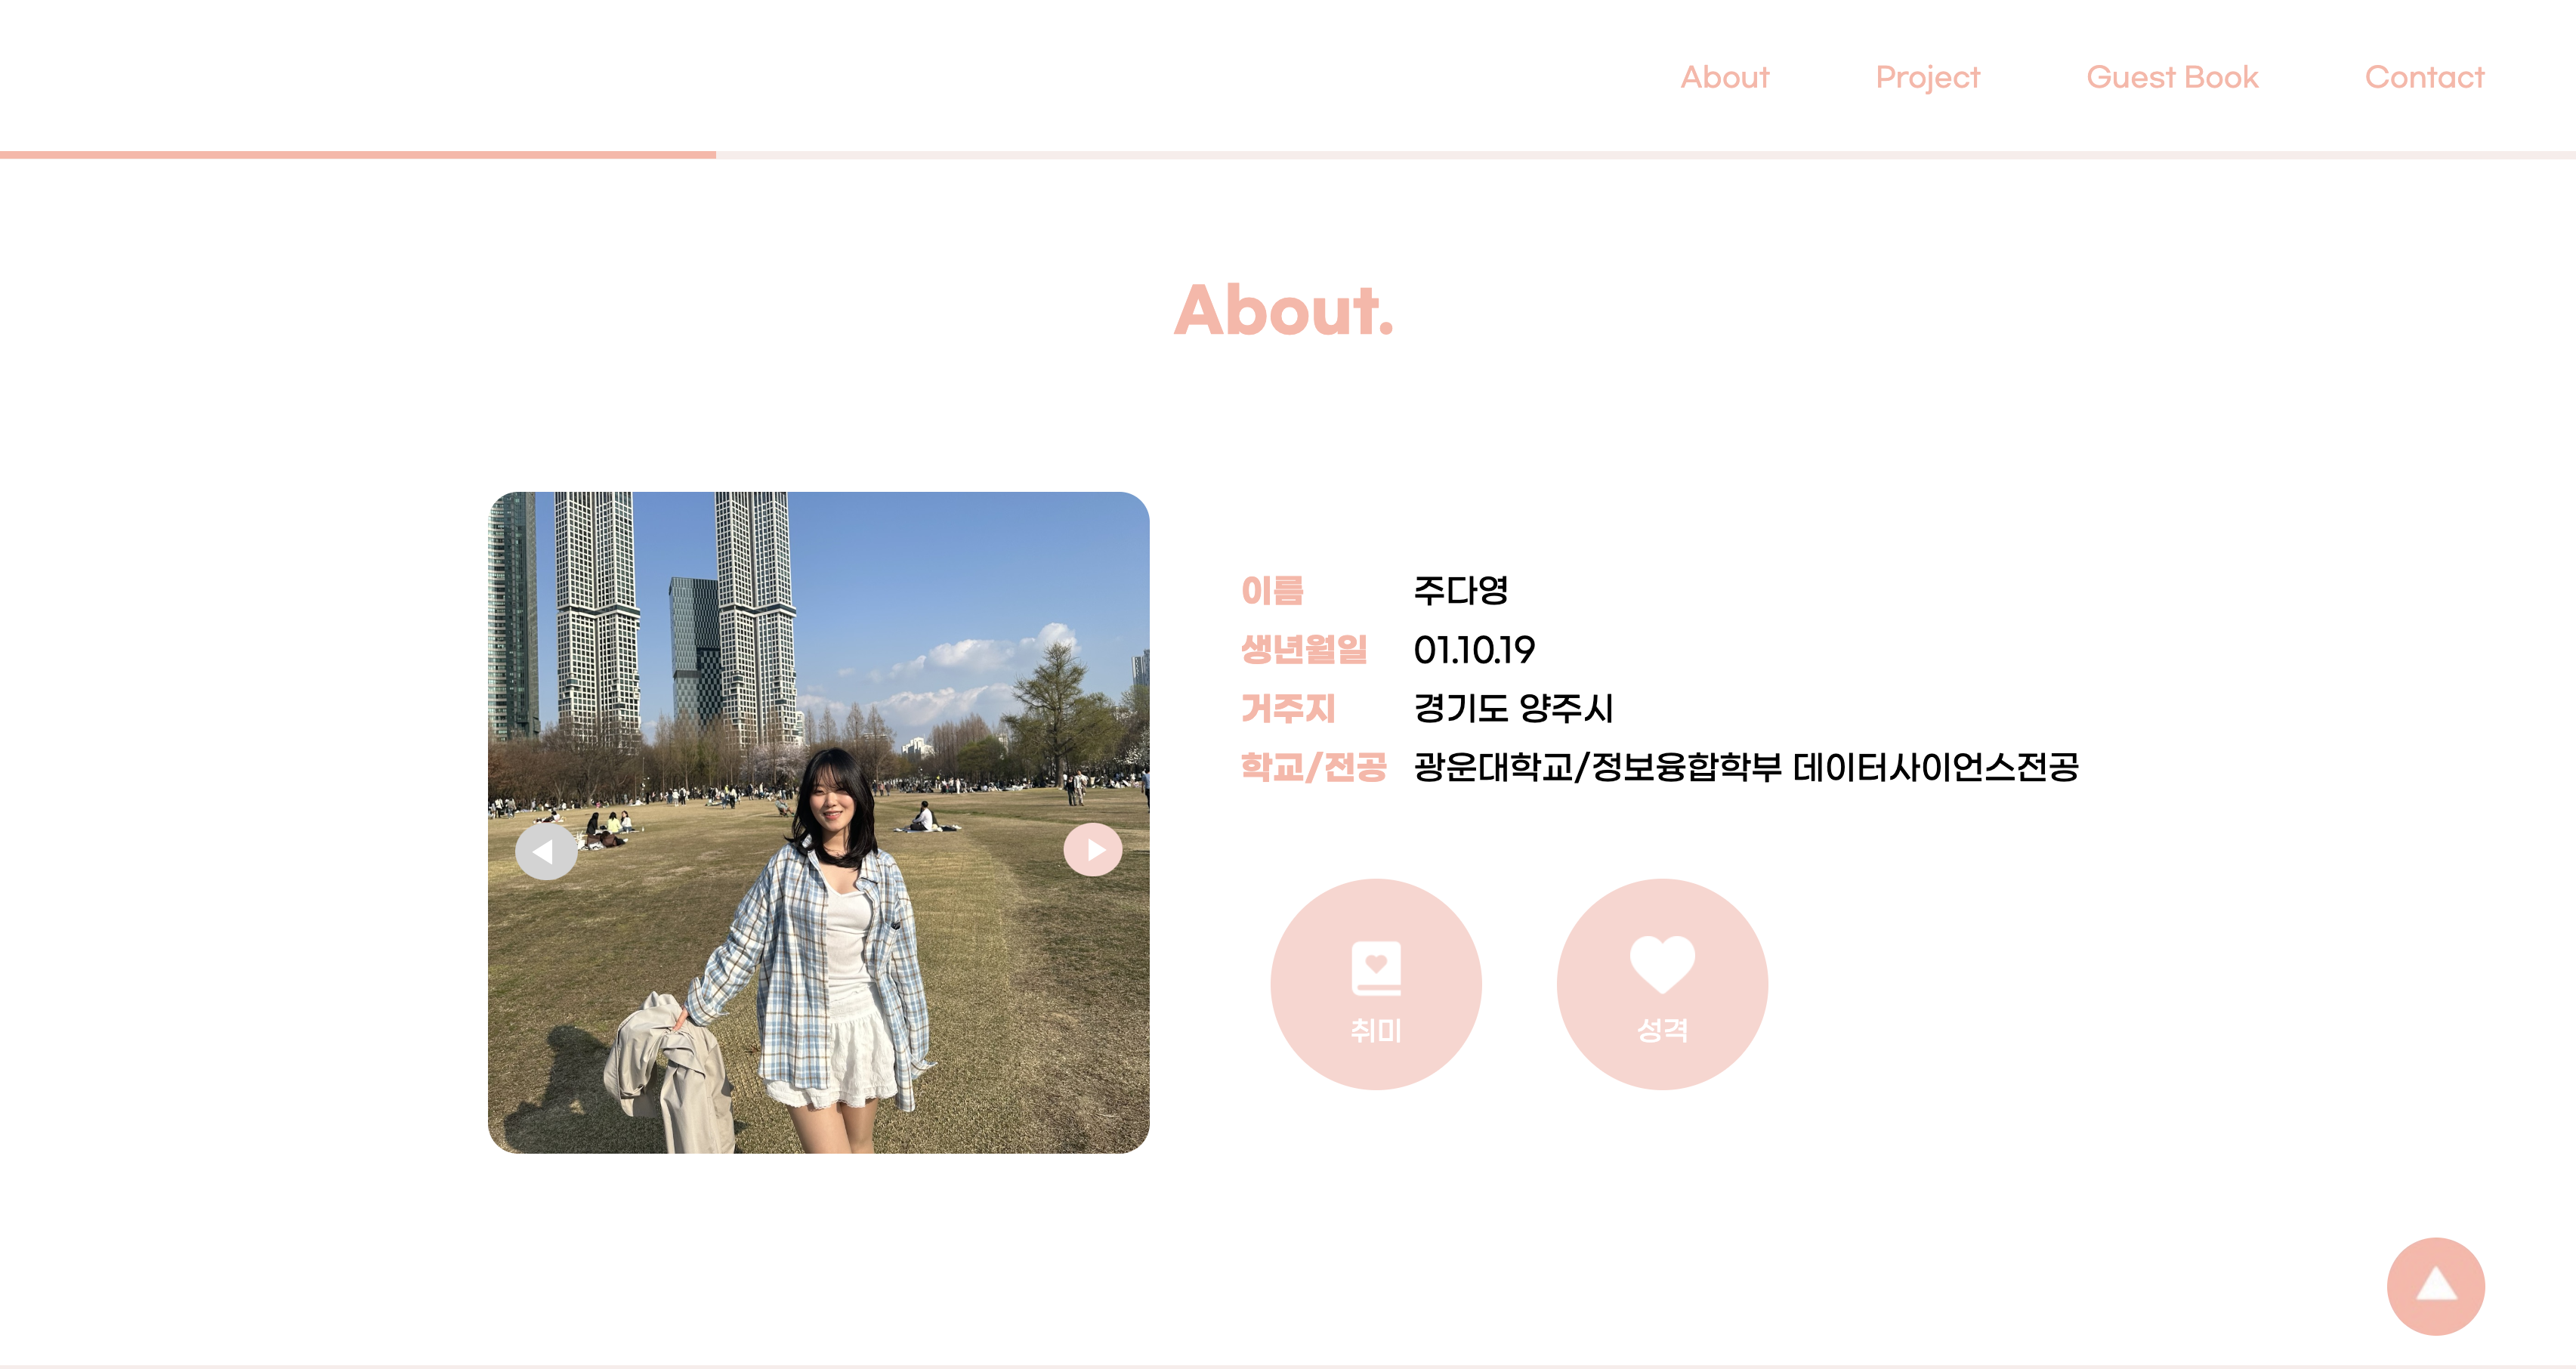 About Project Guest Book Contact
About.
이름 주다영
생년월일 01.10.19
거주지 경기도 양주시
학교/전공 광운대학교/정보융합학부 데이터사이언스전공
취미 성격